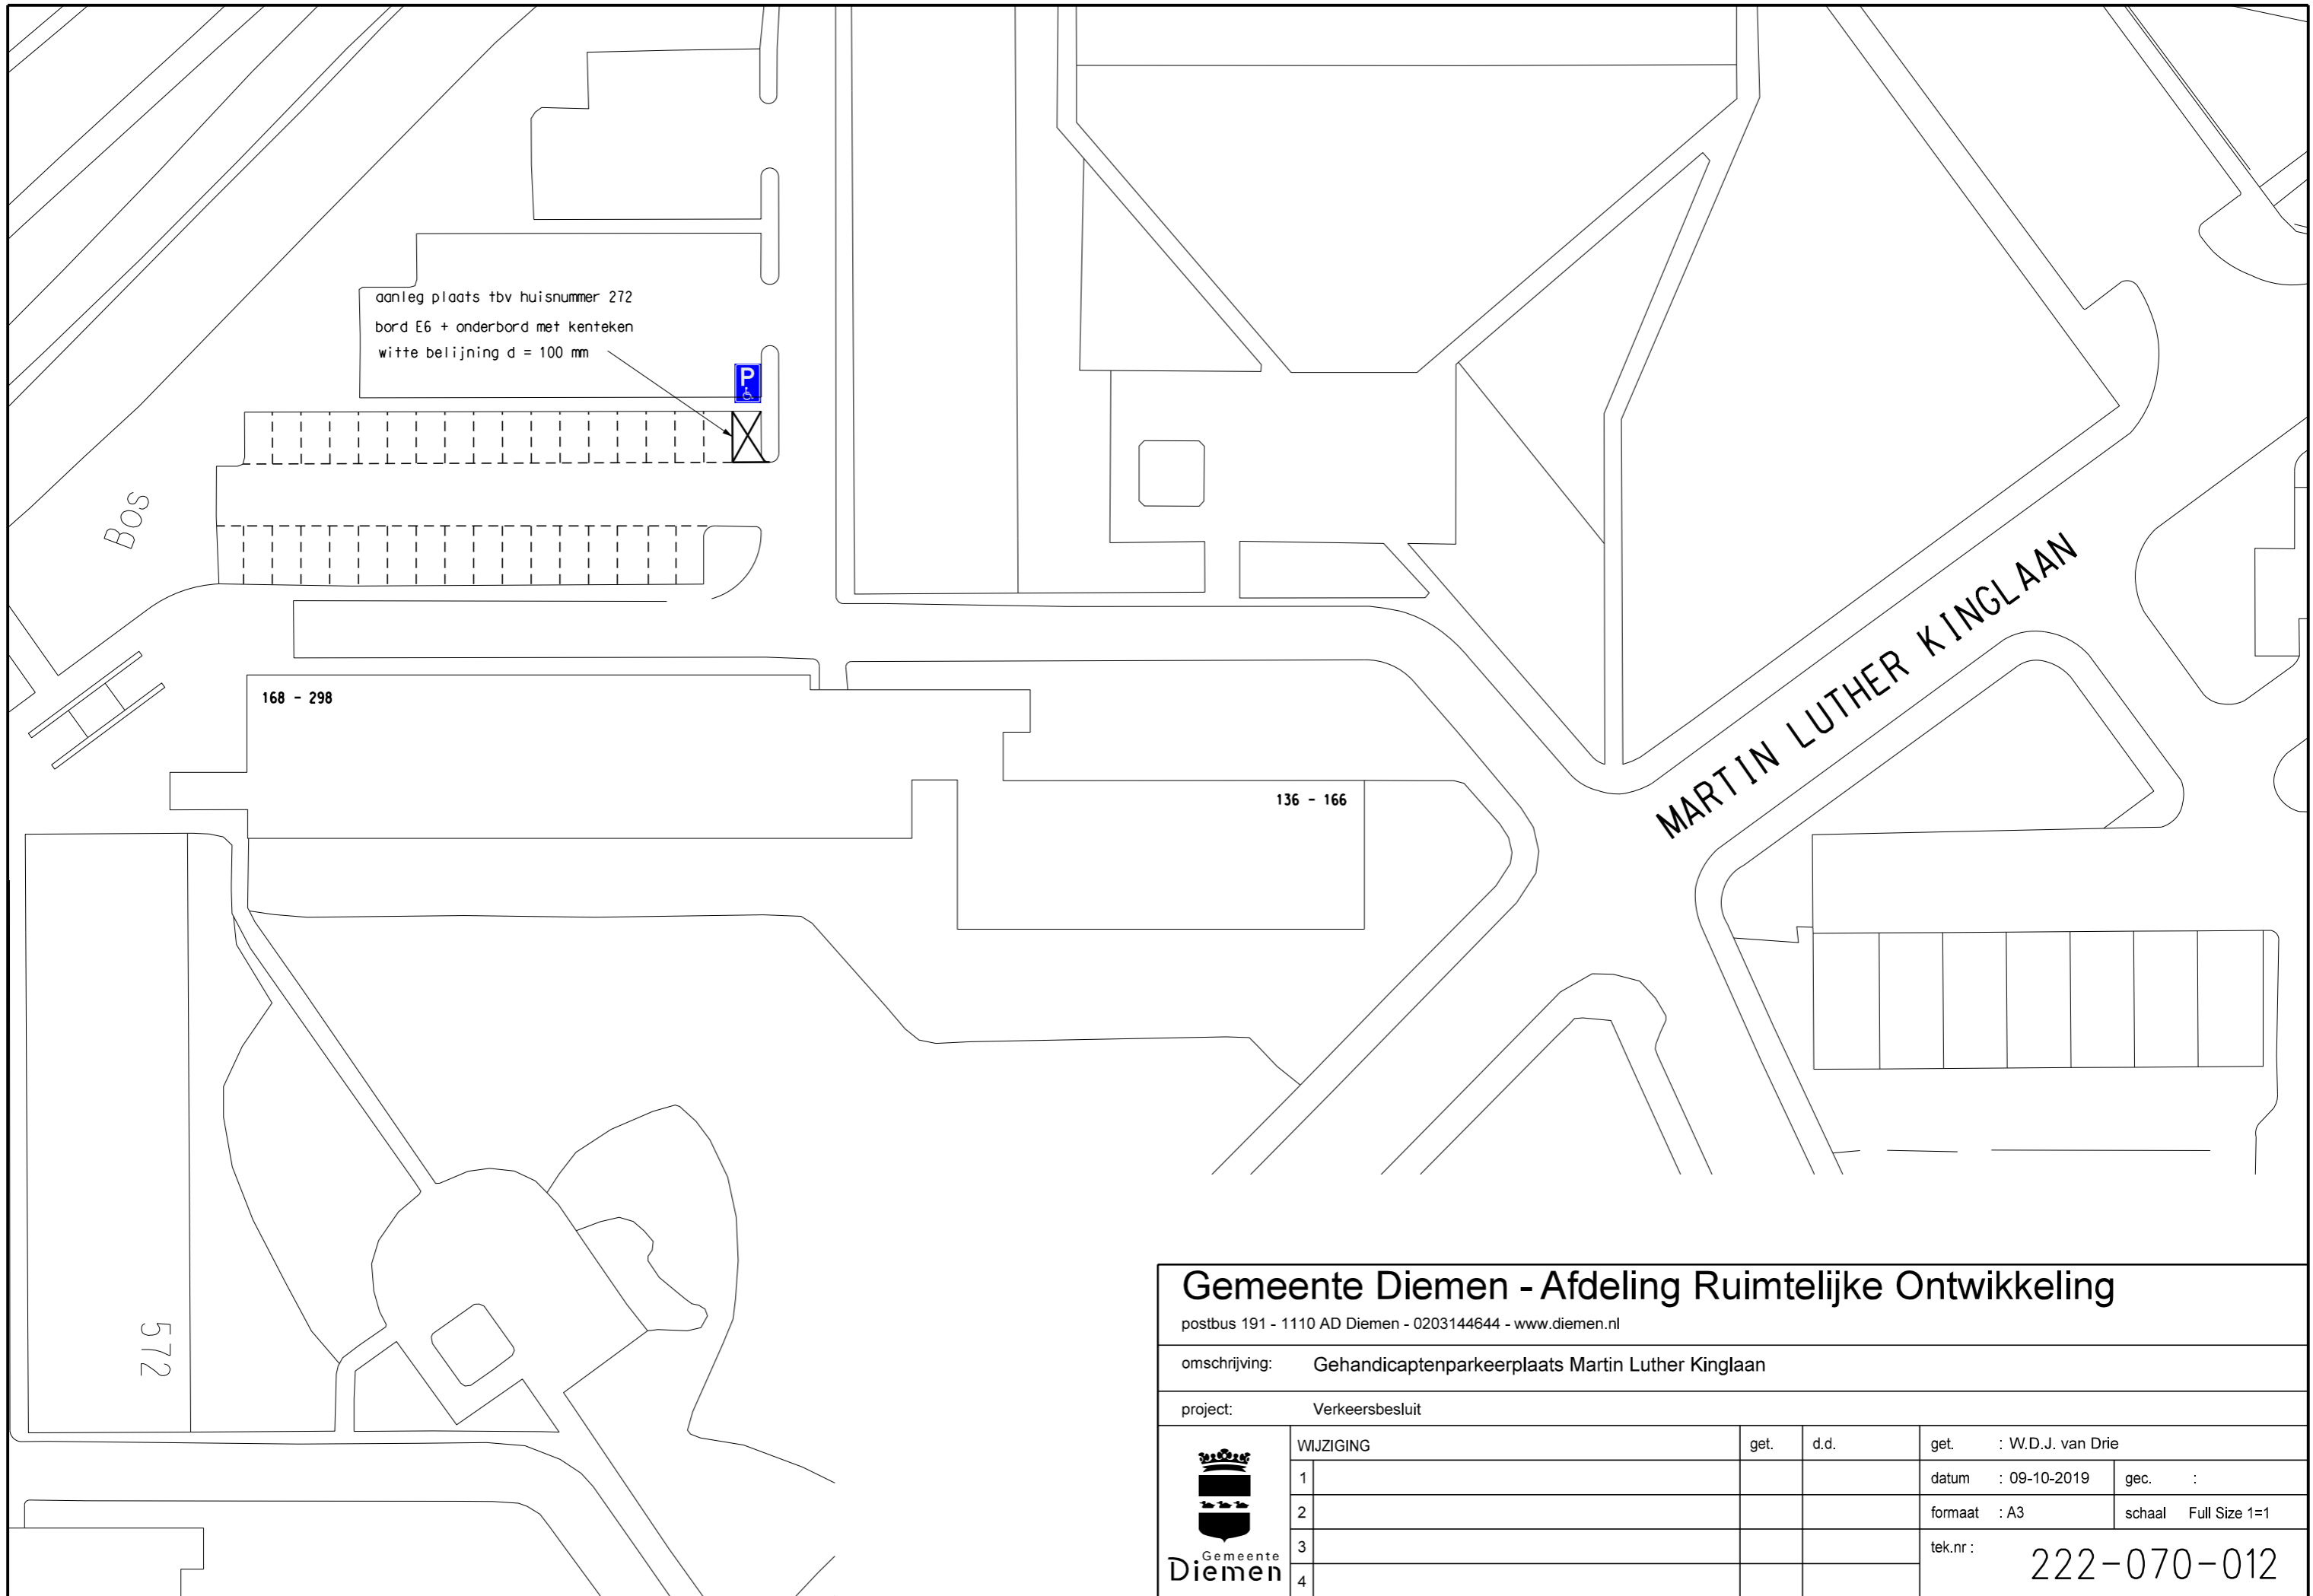 aanleg plaats tbv huisnummer 272
bord E6 + onderbord met kenteken
witte belijning d = 100 mm
P
Bos
MARTIN LUTHER KINGLAAN
168 - 298
136 - 166
572
Gemeente Diemen - Afdeling Ruimtelijke Ontwikkeling
postbus 191 - 1110 AD Diemen - 0203144644 - www.diemen.nl
omschrijving: Gehandicaptenparkeerplaats Martin Luther Kinglaan
project: Verkeersbesluit
WIJZIGING get. d.d. get. : W.D.J. van Drie
1 datum : 09-10-2019 gec. :
2 formaat : A3 schaal Full Size 1=1
3 tek.nr : 222-070-012
4
Gemeente
Diemen